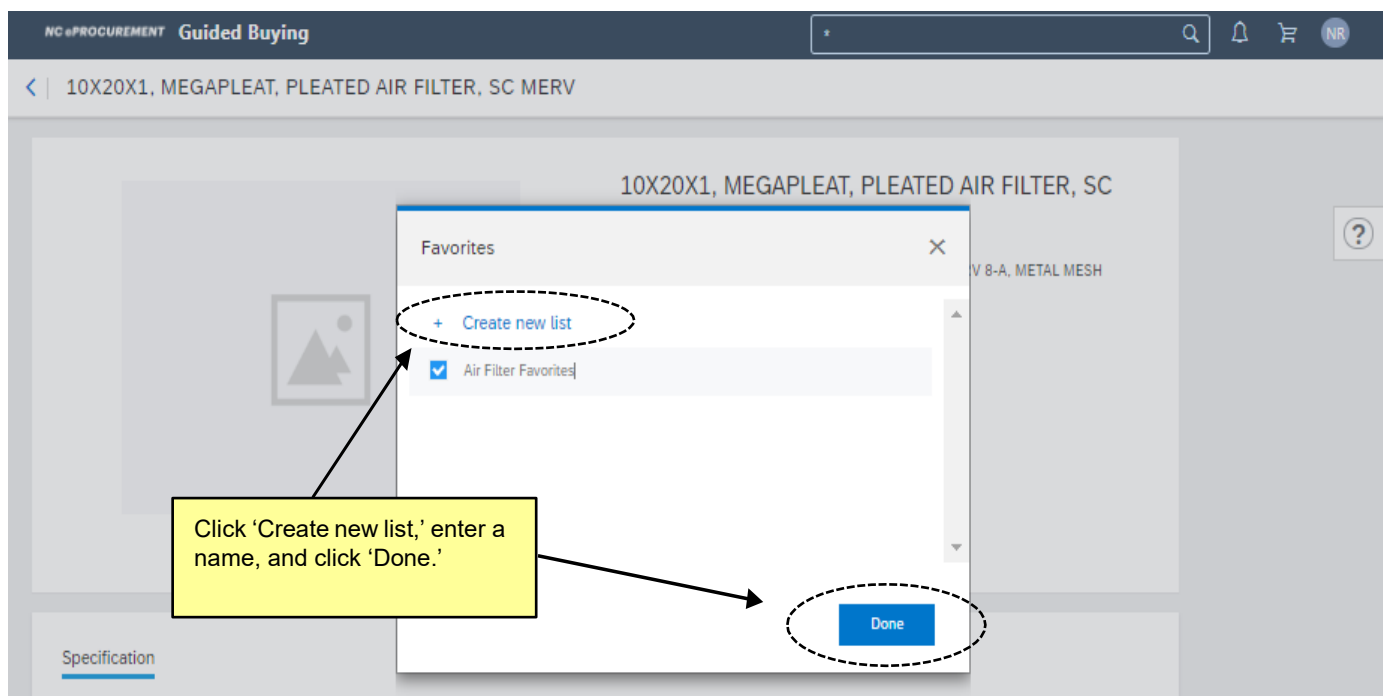 NC ePROCUREMENT Guided Buying
*
NR
10X20X1, MEGAPLEAT, PLEATED AIR FILTER, SC MERV
10X20X1, MEGAPLEAT, PLEATED AIR FILTER, SC
?
Favorites
V 8-A, METAL MESH
+ Create new list
Air Filter Favorites
Click ‘Create new list,’ enter a
name, and click ‘Done.’
Done
Specification